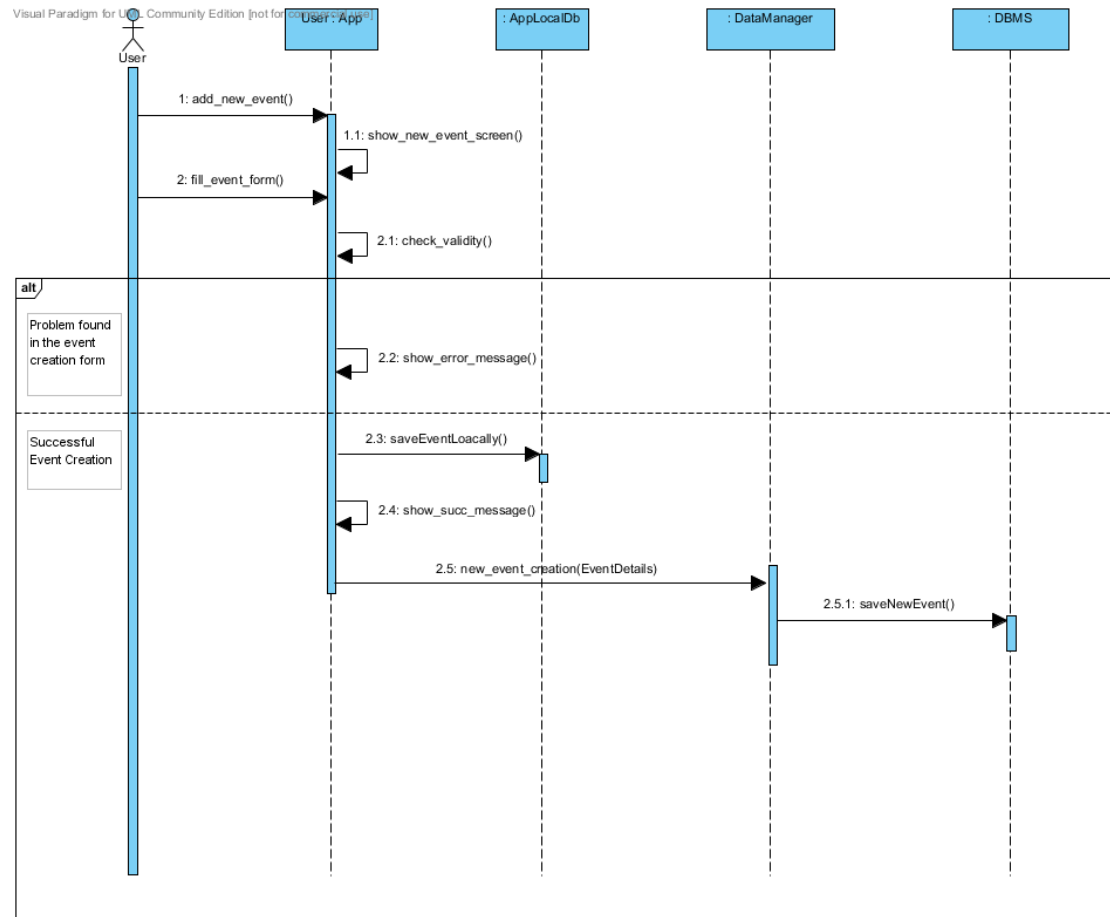 Visual Paradigm for UML Community Edition [not for commercial use]
User : App
: AppLocalDb
: DataManager
: DBMS
User
1: add_new_event()
1.1: show_new_event_screen()
2: fill_event_form()
2.1: check_validity()
alt
Problem found
in the event
creation form
2.2: show_error_message()
Successful
Event Creation
2.3: saveEventLoacally()
2.4: show_succ_message()
2.5: new_event_creation(EventDetails)
2.5.1: saveNewEvent()